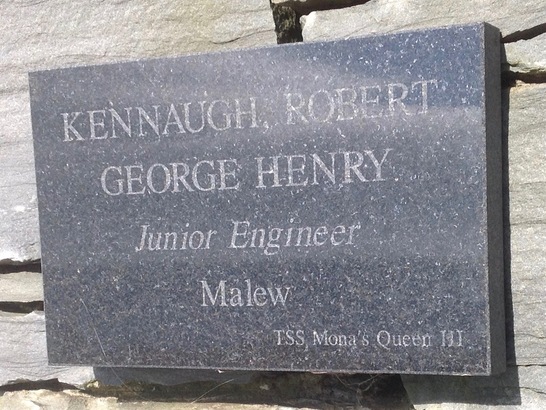 KENNAUGH, ROBERT
GEORGE HENRY
Junior Engineer
Malew
TSS Mona's Queen III